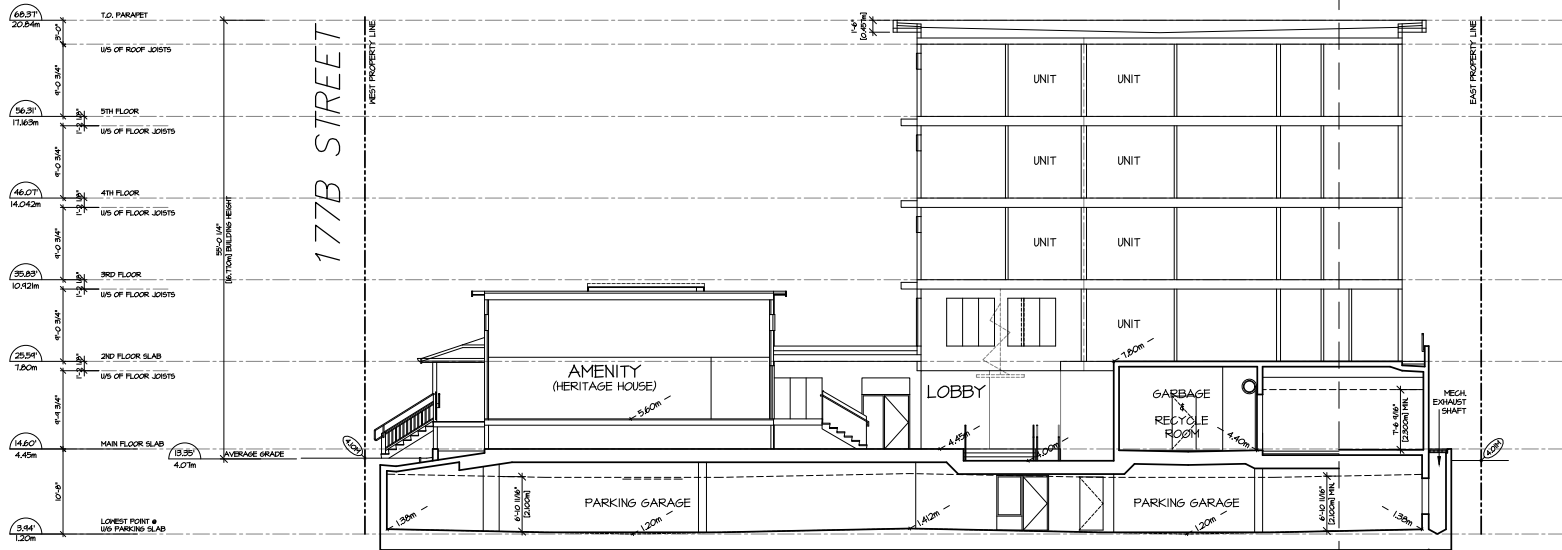 68.37'
20.84m
T.O. PARAPET
3'-0"
U/S OF ROOF JOISTS
9'-0 3/4"
56.31'
17.163m
5TH FLOOR
1'-2 1/8"
U/S OF FLOOR JOISTS
9'-0 3/4"
46.07'
14.042m
4TH FLOOR
1'-2 1/8"
U/S OF FLOOR JOISTS
9'-0 3/4"
35.83'
10.921m
3RD FLOOR
1'-2 1/8"
U/S OF FLOOR JOISTS
9'-0 3/4"
25.59'
7.80m
2ND FLOOR SLAB
1'-2 1/8"
U/S OF FLOOR JOISTS
9'-9 3/4"
14.60'
4.45m
MAIN FLOOR SLAB
13.35'
4.07m
AVERAGE GRADE
10'-8"
3.94'
1.20m
LOWEST POINT @
U/G PARKING SLAB
55'-0 1/4"
[16.770m] BUILDING HEIGHT
177B STREET
WEST PROPERTY LINE
1'-6"
[0.457m]
EAST PROPERTY LINE
UNIT UNIT
UNIT UNIT
UNIT UNIT
UNIT
7.80m
AMENITY
(HERITAGE HOUSE)
5.60m
LOBBY
4.45m
4.00m
GARBAGE
&
RECYCLE
ROOM
4.40m
7'-6 9/16"
[2.300m] MIN.
MECH.
EXHAUST
SHAFT
PARKING GARAGE
6'-10 11/16"
[2.100m]
1.38m
1.20m
1.412m
PARKING GARAGE
1.20m
6'-10 11/16"
[2.100m] MIN.
1.38m